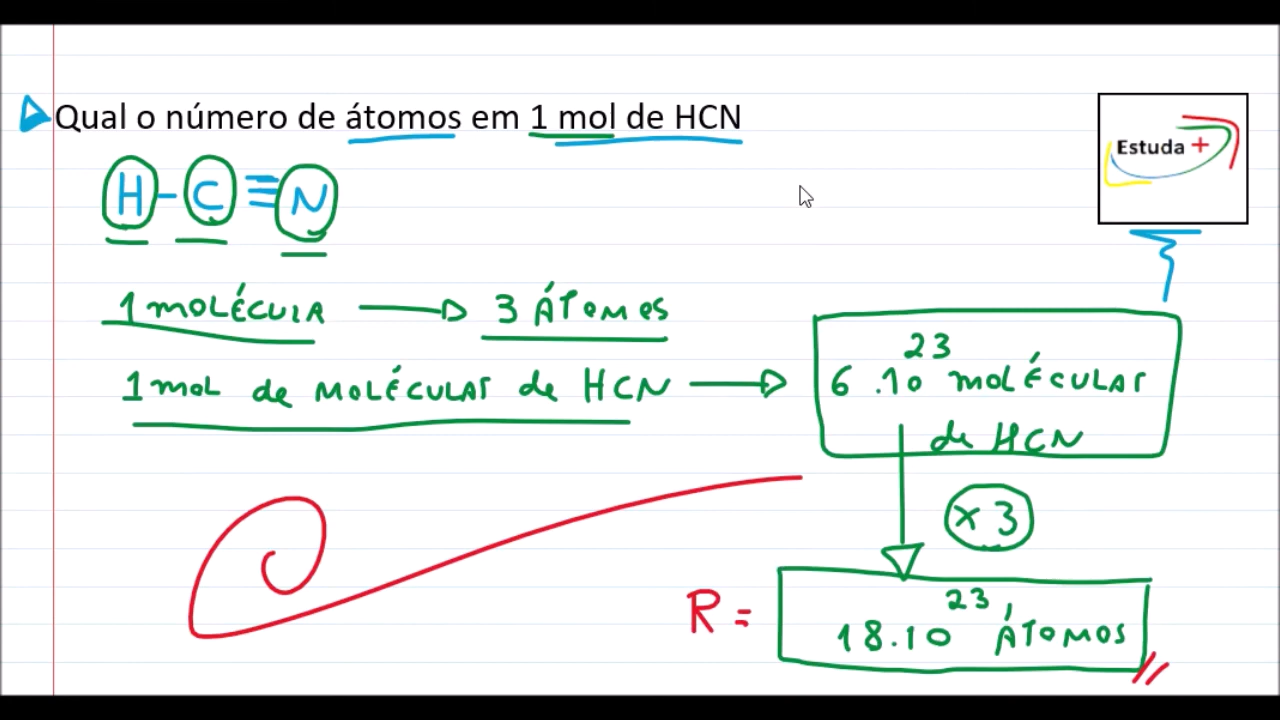 Qual o número de átomos em 1 mol de HCN
Estuda +
H-C≡N
1 MOLÉCULA → 3 ÁTOMOS
1 mol de MOLÉCULAS de HCN → 6.10²³ MOLÉCULAS
de HCN
x 3
R = 18.10²³ ÁTOMOS